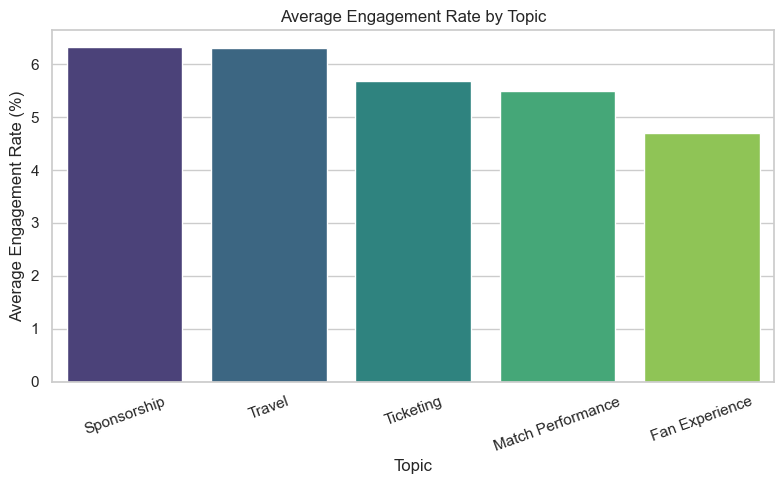 Average Engagement Rate by Topic
Average Engagement Rate (%)
6
5
4
3
2
1
0
Sponsorship
Travel
Ticketing
Match Performance
Fan Experience
Topic